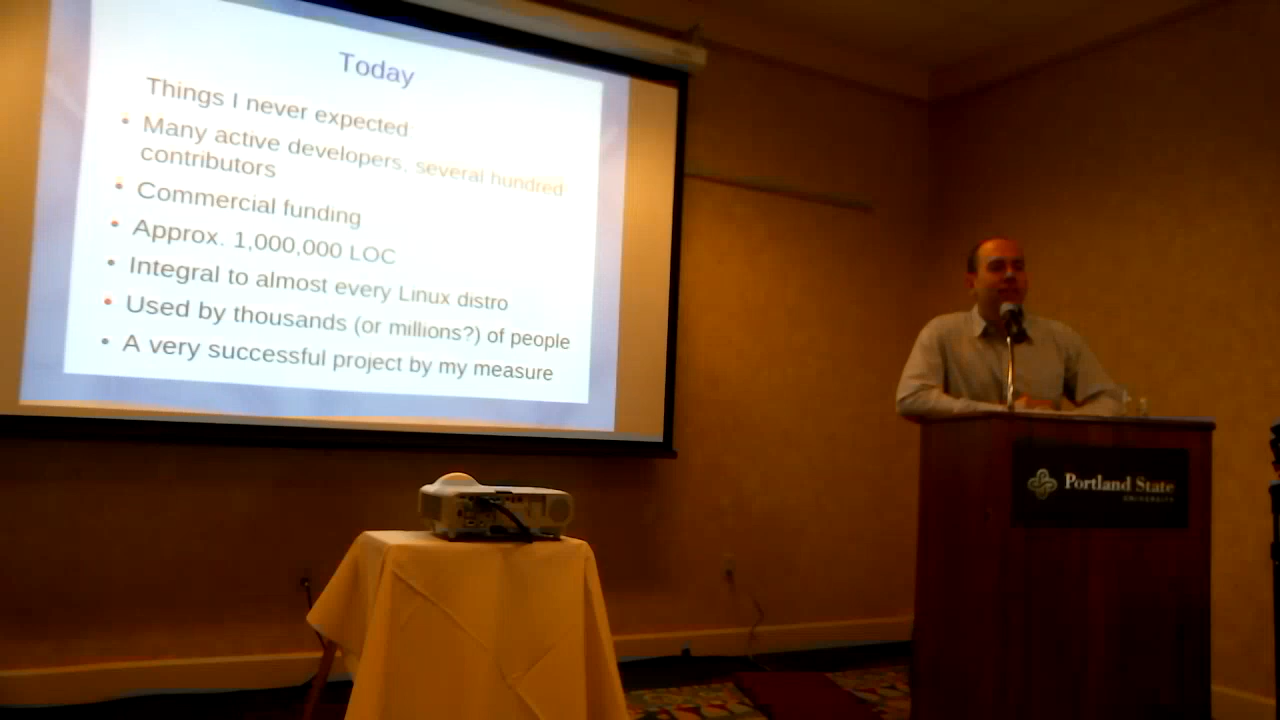 Today
Things I never expected
• Many active developers, several hundred
contributors
• Commercial funding
• Approx. 1,000,000 LOC
• Integral to almost every Linux distro
• Used by thousands (or millions?) of people
• A very successful project by my measure
Portland State
UNIVERSITY